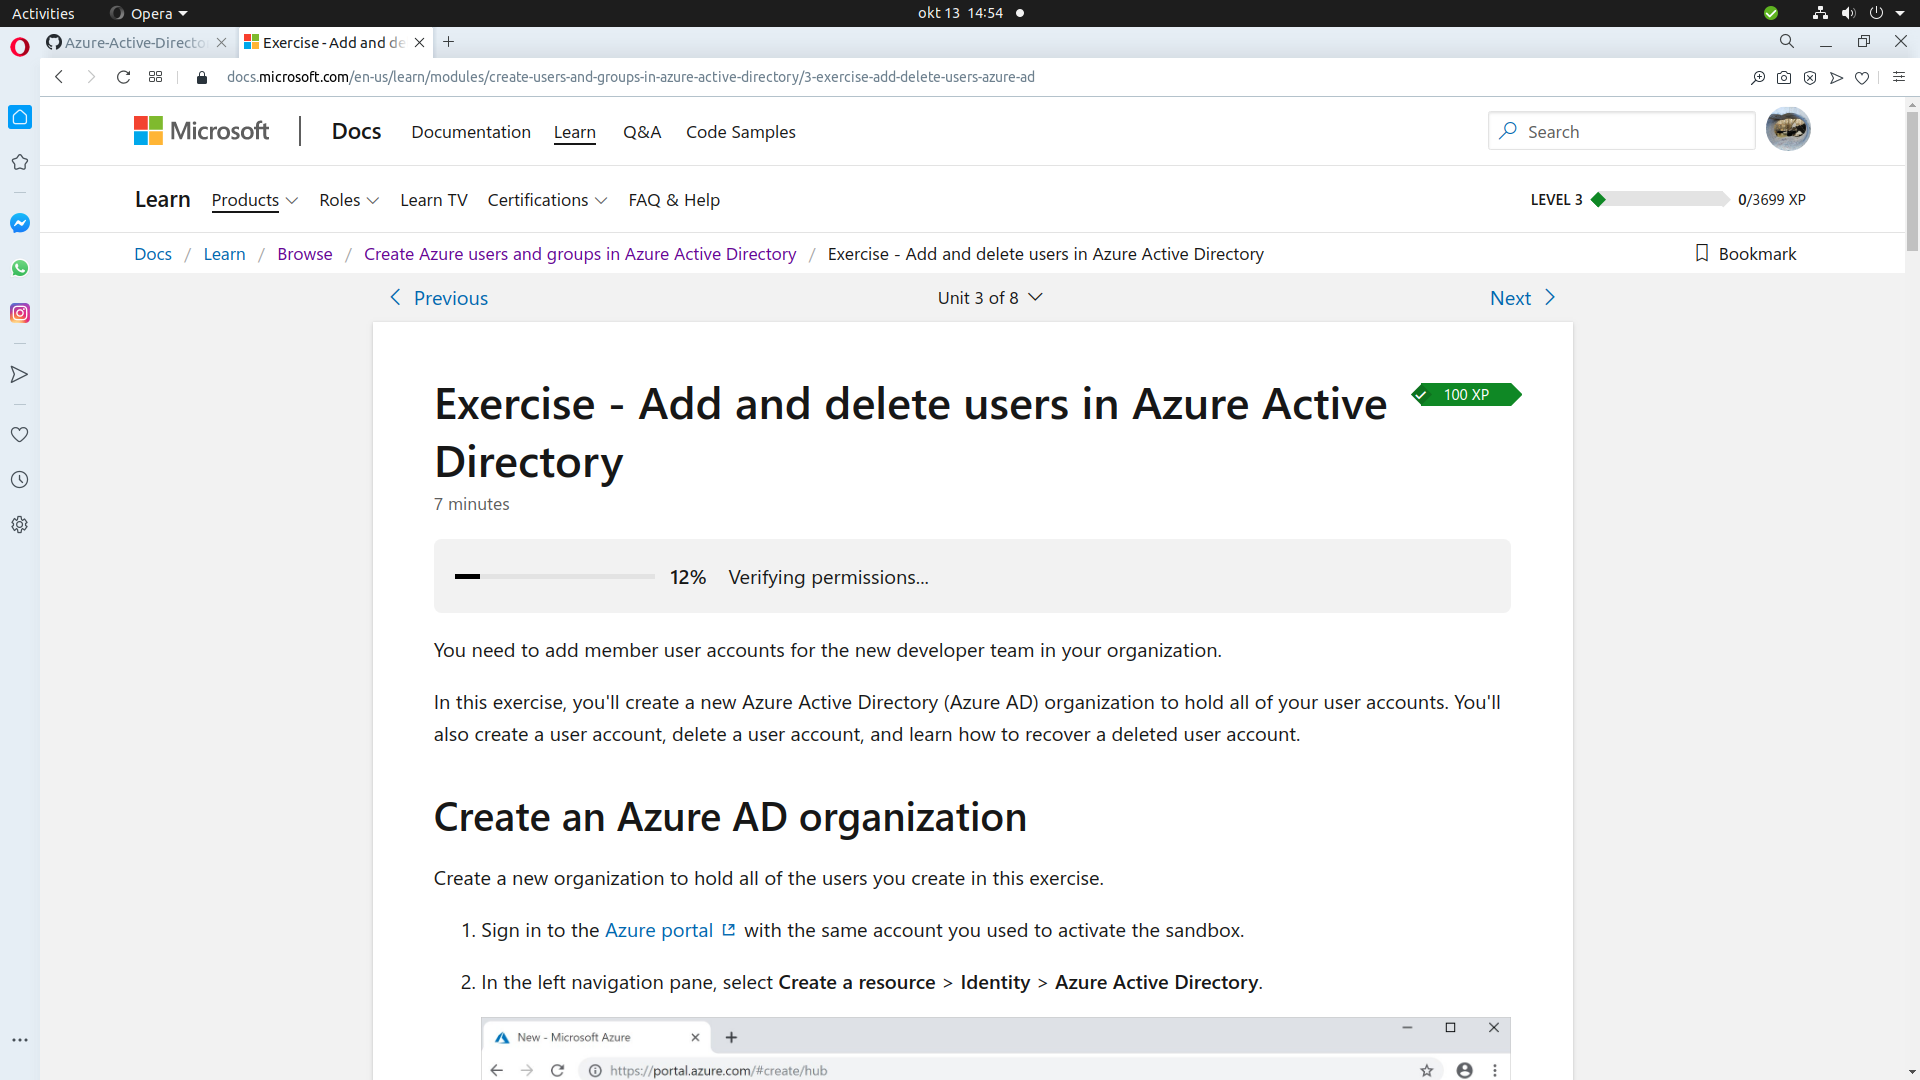 Activities
Opera
okt 13 14:54
Azure-Active-Directo
Exercise - Add and de
docs.microsoft.com/en-us/learn/modules/create-users-and-groups-in-azure-active-directory/3-exercise-add-delete-users-azure-ad
Microsoft
Docs
Documentation
Learn
Q&A
Code Samples
Search
Learn
Products
Roles
Learn TV
Certifications
FAQ & Help
LEVEL 3
0/3699 XP
Docs / Learn / Browse / Create Azure users and groups in Azure Active Directory / Exercise - Add and delete users in Azure Active Directory
Bookmark
Previous
Unit 3 of 8
Next
Exercise - Add and delete users in Azure Active
Directory
100 XP
7 minutes
12% Verifying permissions...
You need to add member user accounts for the new developer team in your organization.
In this exercise, you'll create a new Azure Active Directory (Azure AD) organization to hold all of your user accounts. You'll
also create a user account, delete a user account, and learn how to recover a deleted user account.
Create an Azure AD organization
Create a new organization to hold all of the users you create in this exercise.
1. Sign in to the Azure portal with the same account you used to activate the sandbox.
2. In the left navigation pane, select Create a resource > Identity > Azure Active Directory.
New - Microsoft Azure
https://portal.azure.com/#create/hub